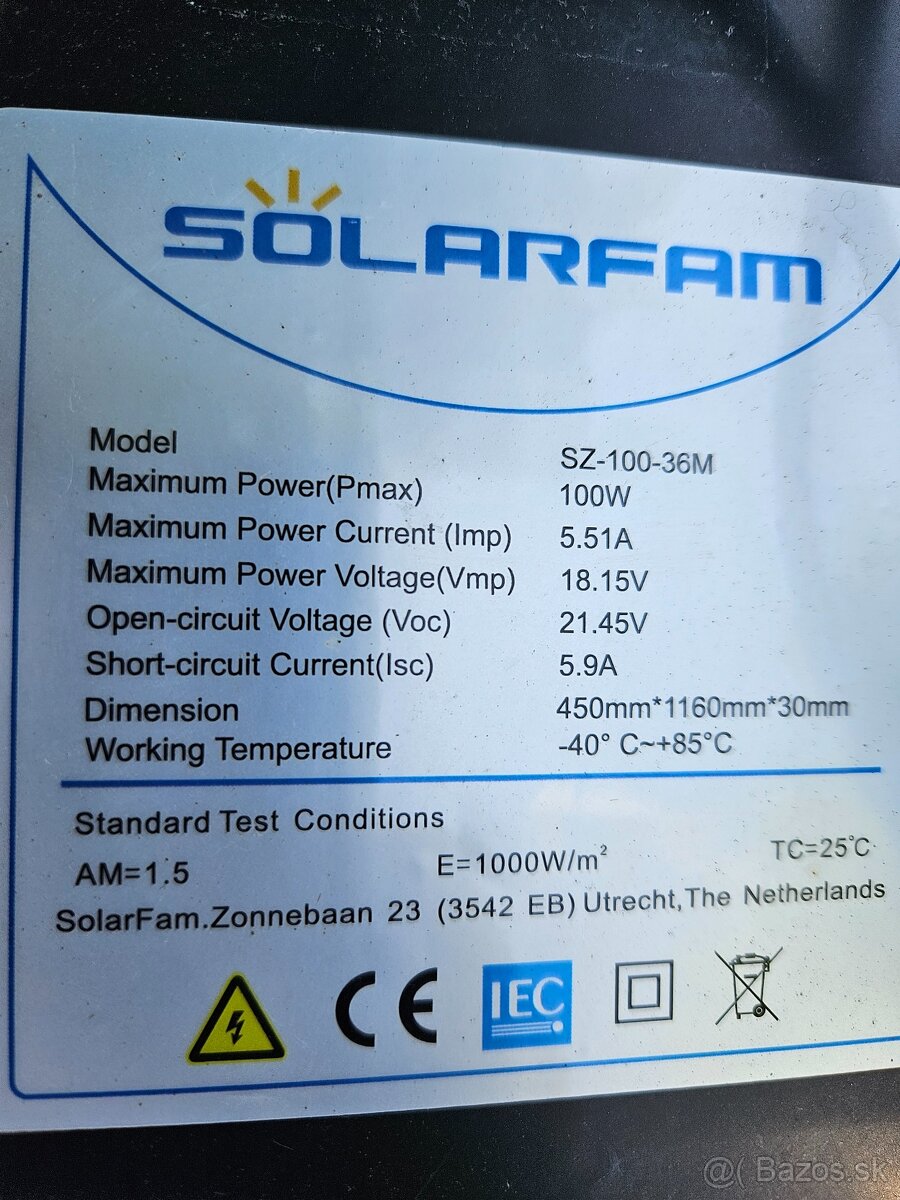 SOLARFAM
Model SZ-100-36M
Maximum Power(Pmax) 100W
Maximum Power Current (Imp) 5.51A
Maximum Power Voltage(Vmp) 18.15V
Open-circuit Voltage (Voc) 21.45V
Short-circuit Current(Isc) 5.9A
Dimension 450mm*1160mm*30mm
Working Temperature -40° C~+85°C
Standard Test Conditions
AM=1.5 E=1000W/m² TC=25℃
SolarFam.Zonnebaan 23 (3542 EB) Utrecht,The Netherlands
CE IEC
@( Bazos.sk